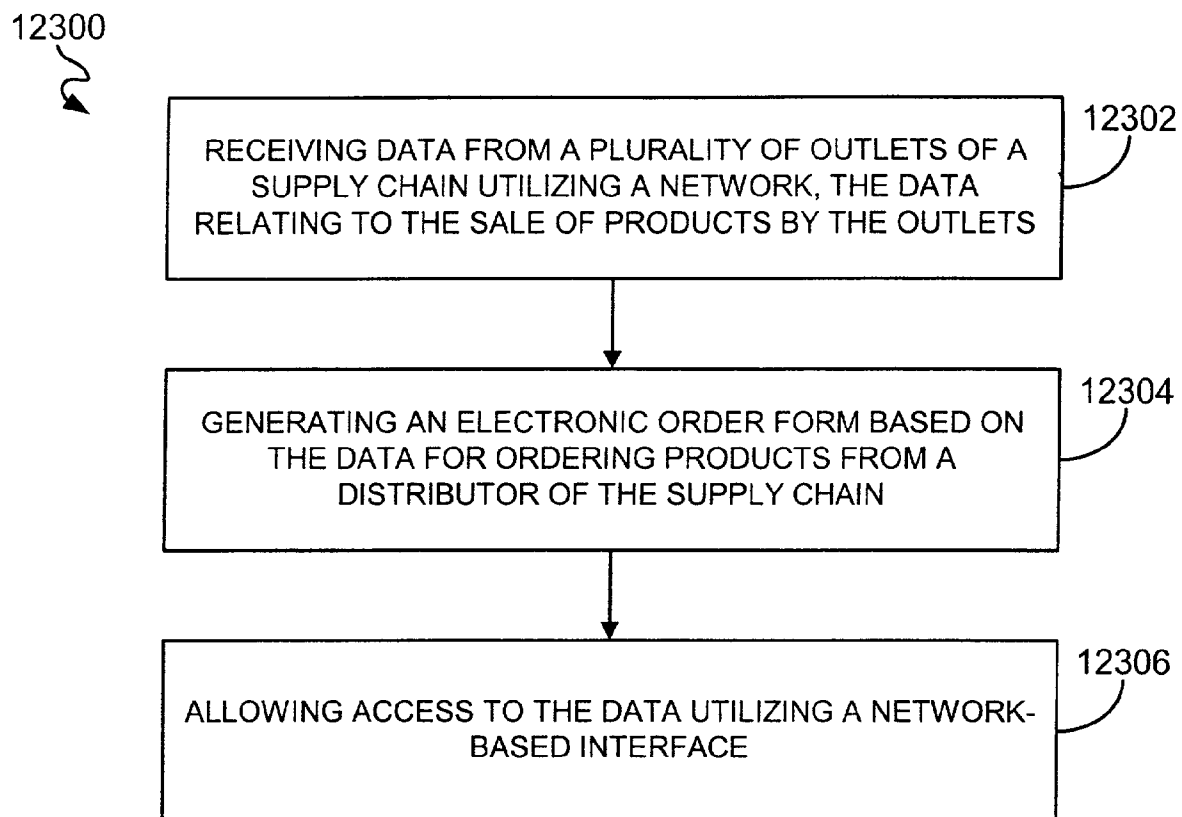 12300
12302
RECEIVING DATA FROM A PLURALITY OF OUTLETS OF A
SUPPLY CHAIN UTILIZING A NETWORK, THE DATA
RELATING TO THE SALE OF PRODUCTS BY THE OUTLETS
12304
GENERATING AN ELECTRONIC ORDER FORM BASED ON
THE DATA FOR ORDERING PRODUCTS FROM A
DISTRIBUTOR OF THE SUPPLY CHAIN
12306
ALLOWING ACCESS TO THE DATA UTILIZING A NETWORK-
BASED INTERFACE